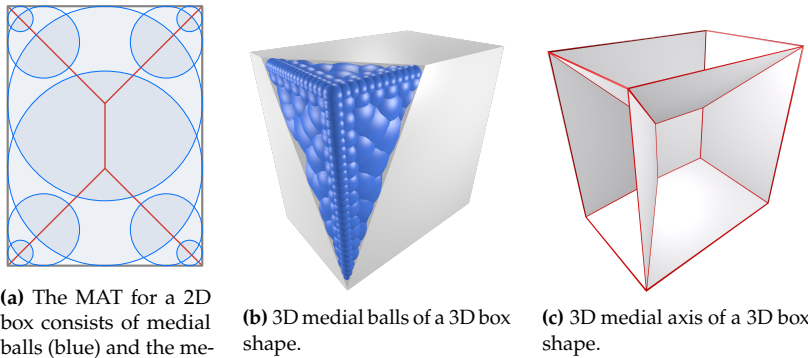 (a) The MAT for a 2D
box consists of medial
balls (blue) and the me-
(b) 3D medial balls of a 3D box
shape.
(c) 3D medial axis of a 3D box
shape.